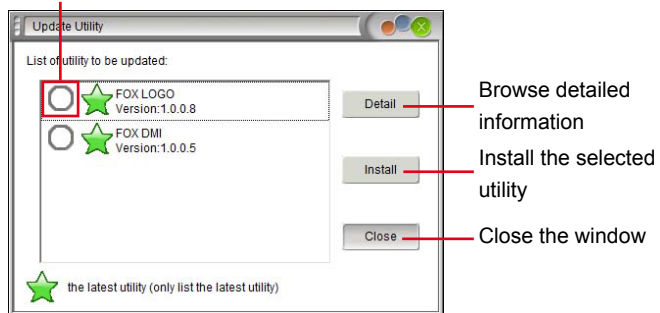 Update Utility
List of utility to be updated:
FOX LOGO
Version:1.0.0.8
FOX DMI
Version:1.0.0.5
Detail
Install
Close
the latest utility (only list the latest utility)
Browse detailed
information
Install the selected
utility
Close the window